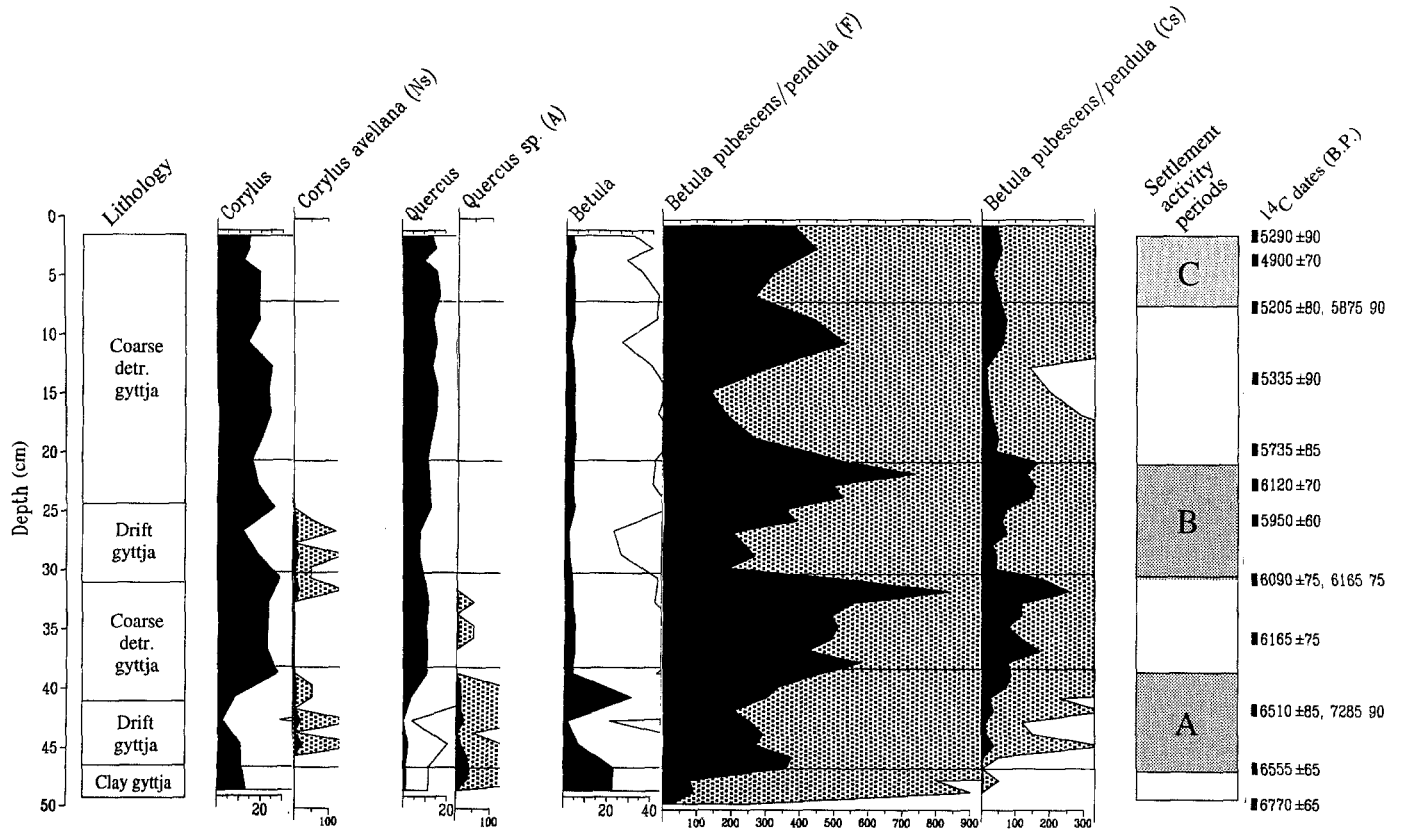 Lithology
Corylus
Corylus avellana (Ns)
Quercus
Quercus sp. (A)
Betula
Betula pubescens/pendula (F)
Betula pubescens/pendula (Cs)
Settlement
activity
periods
14C dates (B.P.)
Depth (cm)
0
5
10
15
20
25
30
35
40
45
50
Coarse
detr.
gyttja
Drift
gyttja
Coarse
detr.
gyttja
Drift
gyttja
Clay gyttja
C
B
A
5290 ±90
4900 ±70
5205 ±80, 5875 90
5335 ±90
5735 ±85
6120 ±70
5950 ±60
6090 ±75, 6165 75
6165 ±75
6510 ±85, 7285 90
6555 ±65
6770 ±65
20
100
20
100
20
40
100
200
300
400
500
600
700
800
900
100
200
300